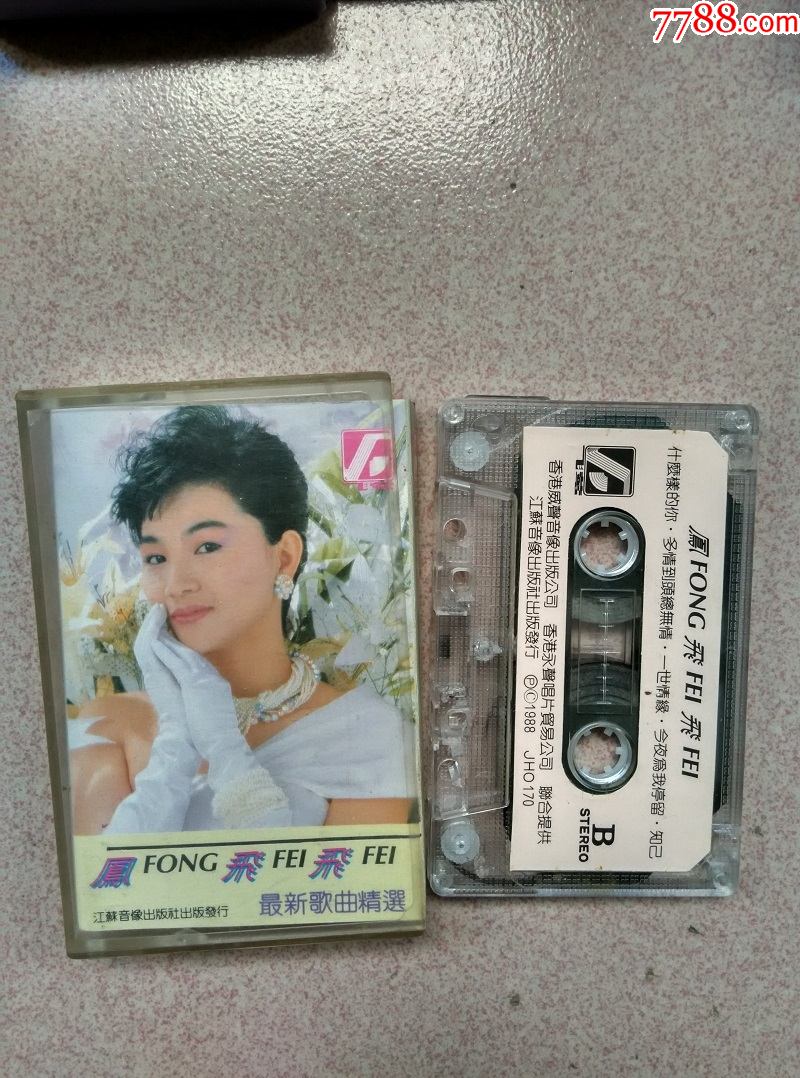 7788.com
鳳 FONG 飛 FEI 飛 FEI
最新歌曲精選
江蘇音像出版社出版發行
鳳 FONG 飛 FEI 飛 FEI
什麼樣的你·多情到頭總無情·一世情緣·今夜為我停留·知己
香港威聲音像出版公司 香港永聲唱片貿易公司 聯合提供
江蘇音像出版社出版發行 ℗©1988 JHO170
B
STEREO